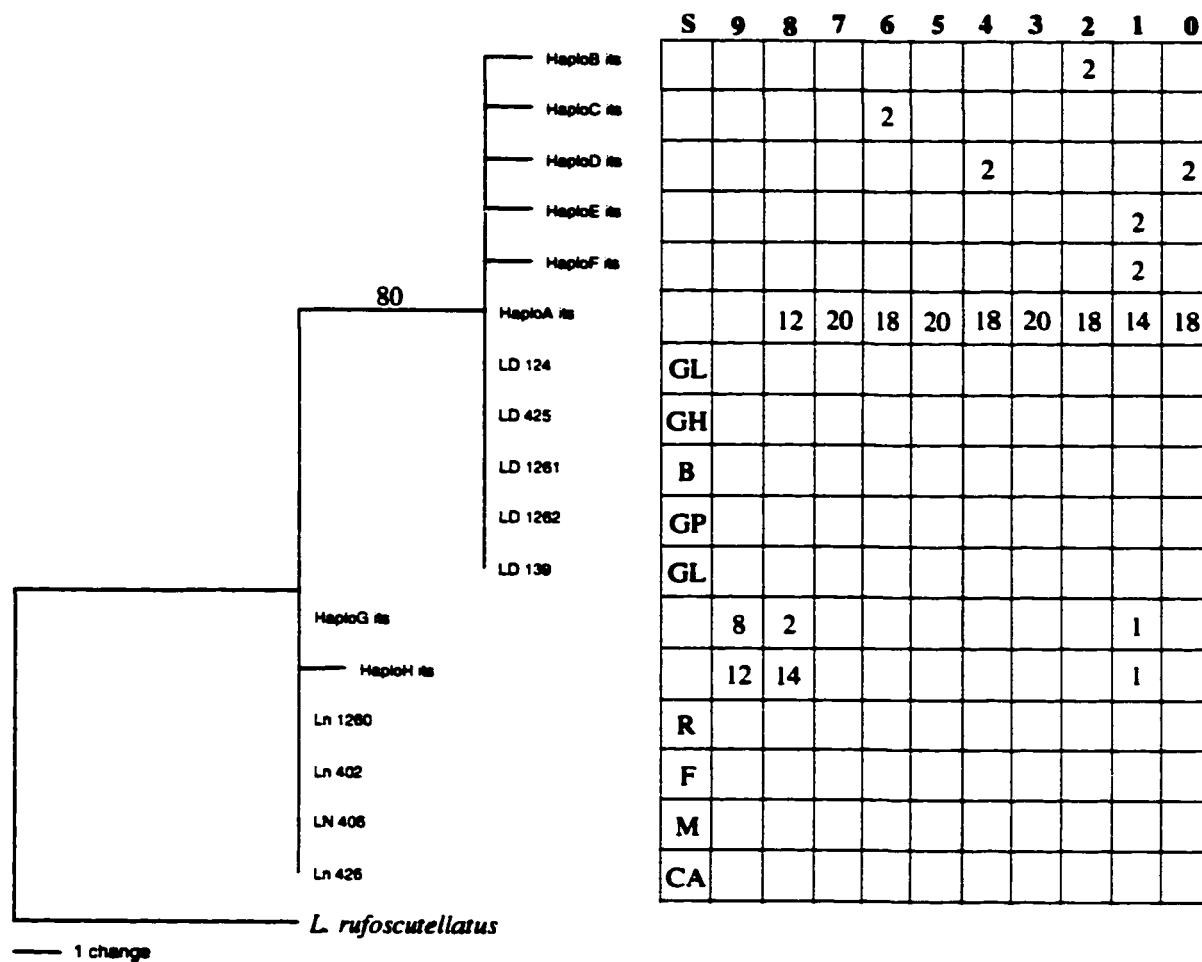 S 9 8 7 6 5 4 3 2 1 0
HaploB its 2
HaploC its 2
HaploD its 2 2
HaploE its 2
HaploF its 2
80
HaploA its 12 20 18 20 18 20 18 14 18
LD 124 GL
LD 425 GH
LD 1261 B
LD 1262 GP
LD 139 GL
HaploG its 8 2 1
HaploH its 12 14 1
Ln 1260 R
Ln 402 F
LN 406 M
Ln 426 CA
L. rufoscutellatus
1 change